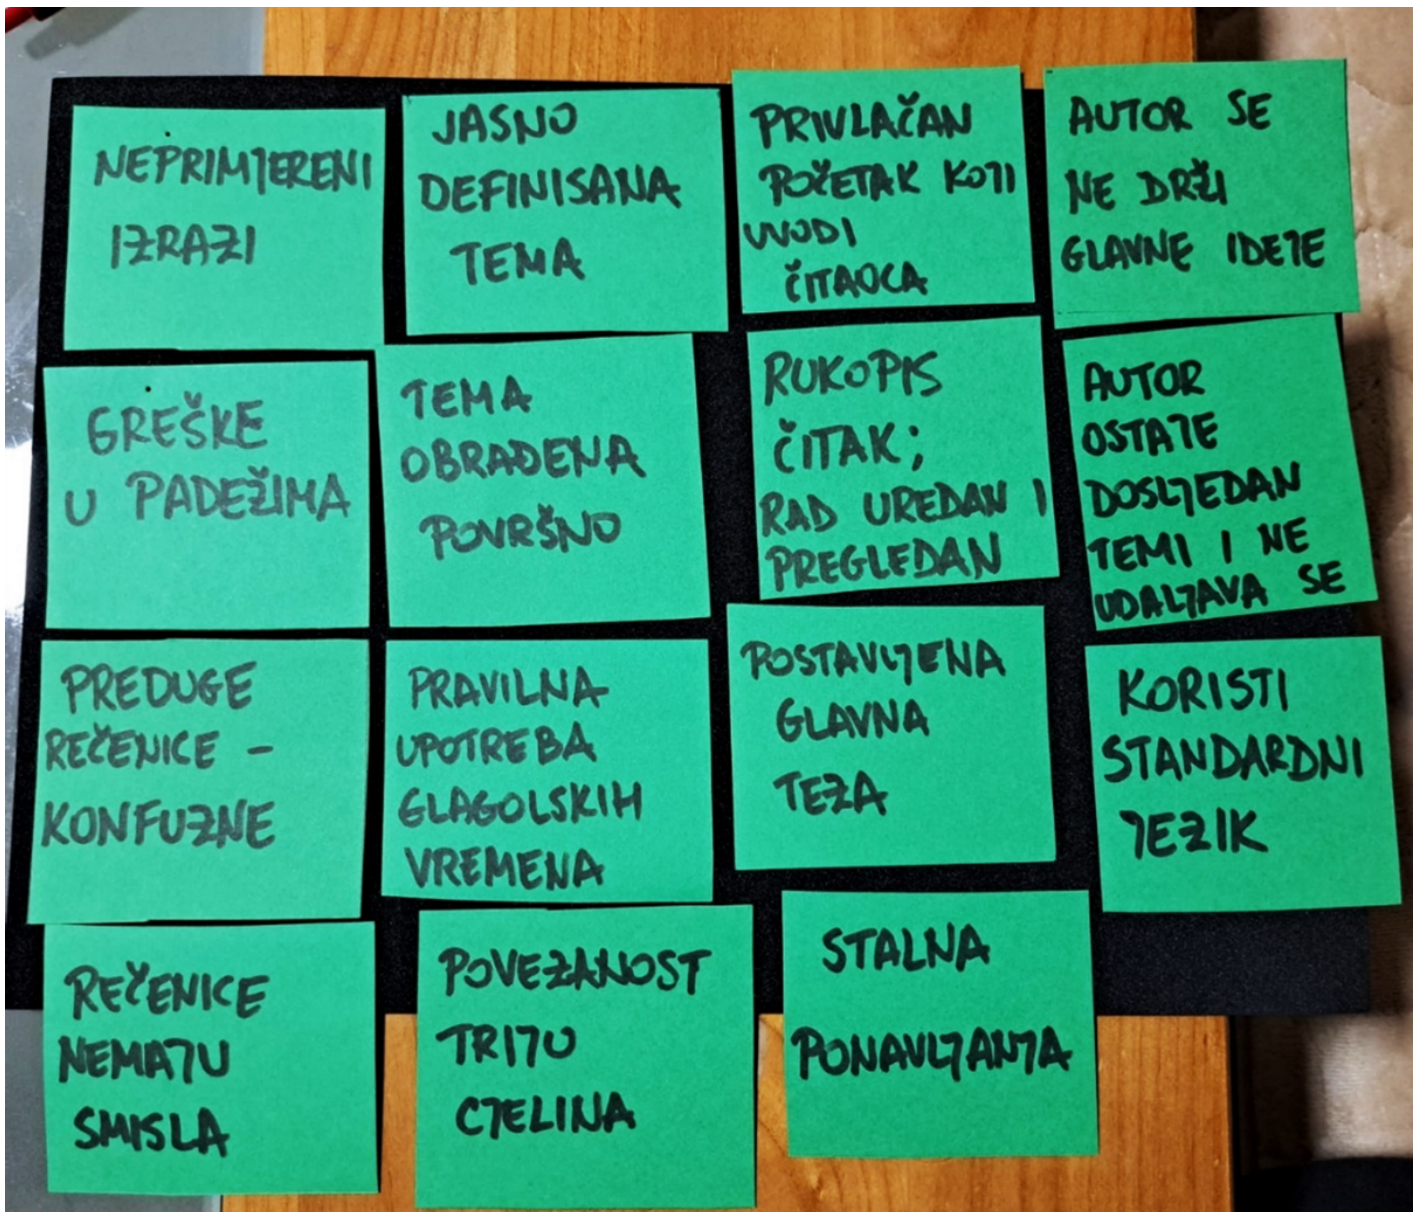 NEPRIMJERENI
IZRAZI
JASNO
DEFINISANA
TEMA
PRIVLAČAN
POČETAK KOJI
UVODI
ČITAOCA
AUTOR SE
NE DRŽI
GLAVNE IDEJE
GREŠKE
U PADEŽIMA
TEMA
OBRAĐENA
POVRŠNO
RUKOPIS
ČITAK;
RAD UREDAN I
PREGLEDAN
AUTOR
OSTAJE
DOSLJEDAN
TEMI I NE
UDALJAVA SE
PREDUGE
REČENICE -
KONFUZNE
PRAVILNA
UPOTREBA
GLAGOLSKIH
VREMENA
POSTAVLJENA
GLAVNA
TEZA
KORISTI
STANDARDNI
JEZIK
REČENICE
NEMAJU
SMISLA
POVEZANOST
TRIJU
CJELINA
STALNA
PONAVLJANJA